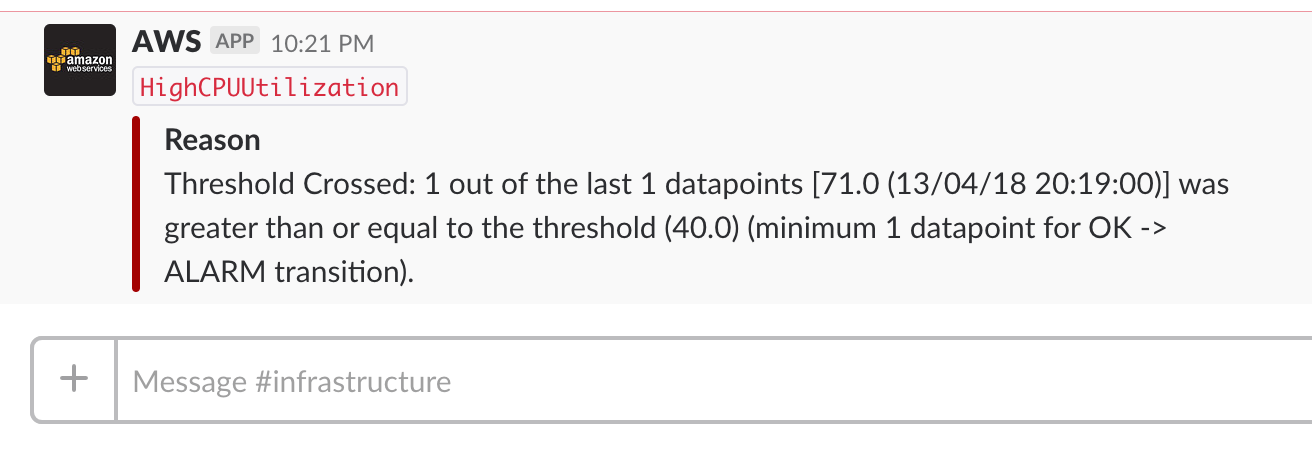 amazon
webservices
AWS APP 10:21 PM
HighCPUUtilization
Reason
Threshold Crossed: 1 out of the last 1 datapoints [71.0 (13/04/18 20:19:00)] was
greater than or equal to the threshold (40.0) (minimum 1 datapoint for OK ->
ALARM transition).
+ Message #infrastructure